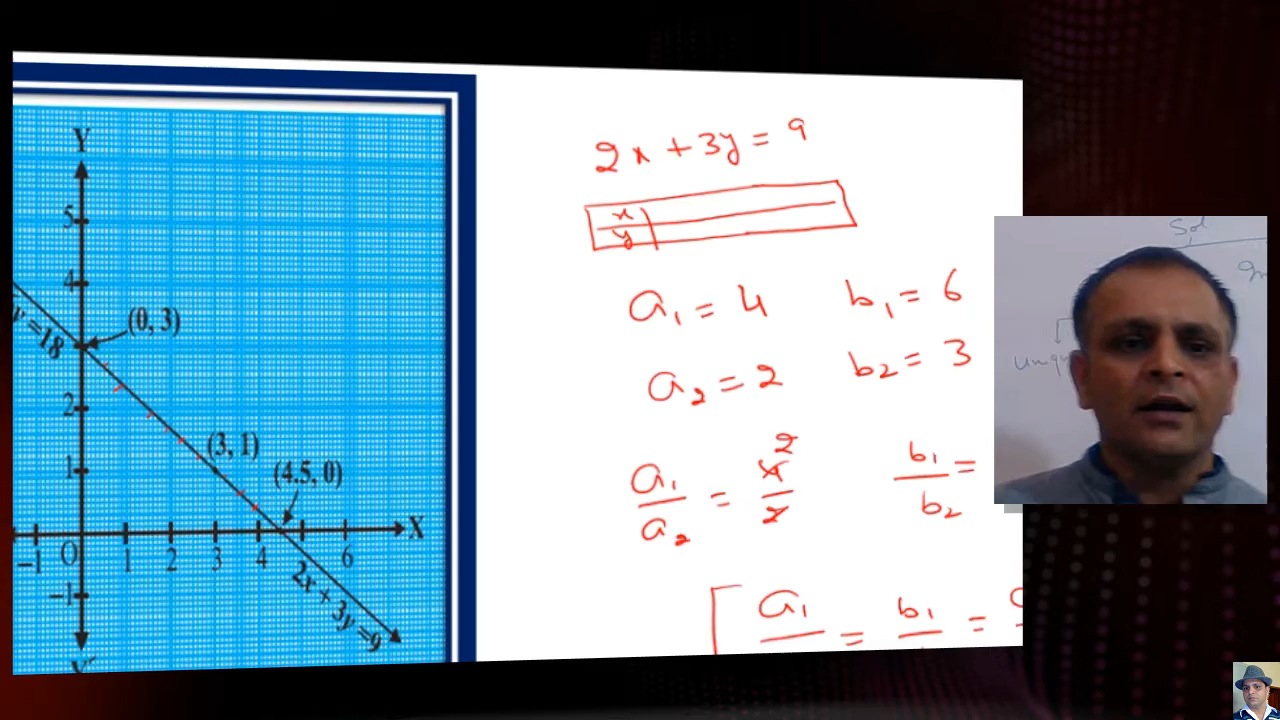 Y
5
4
(0, 3)
y =18
2
(3, 1)
1
(4.5, 0)
X
-1 O 1 2 3 4 6
-1
2x + 3y =9
2x + 3y = 9
x
y
a₁ = 4 b₁ = 6
a₂ = 2 b₂ = 3
a₁/a₂ = 4/2 2 b₁/b₂ =
a₁ = b₁ =
Sol